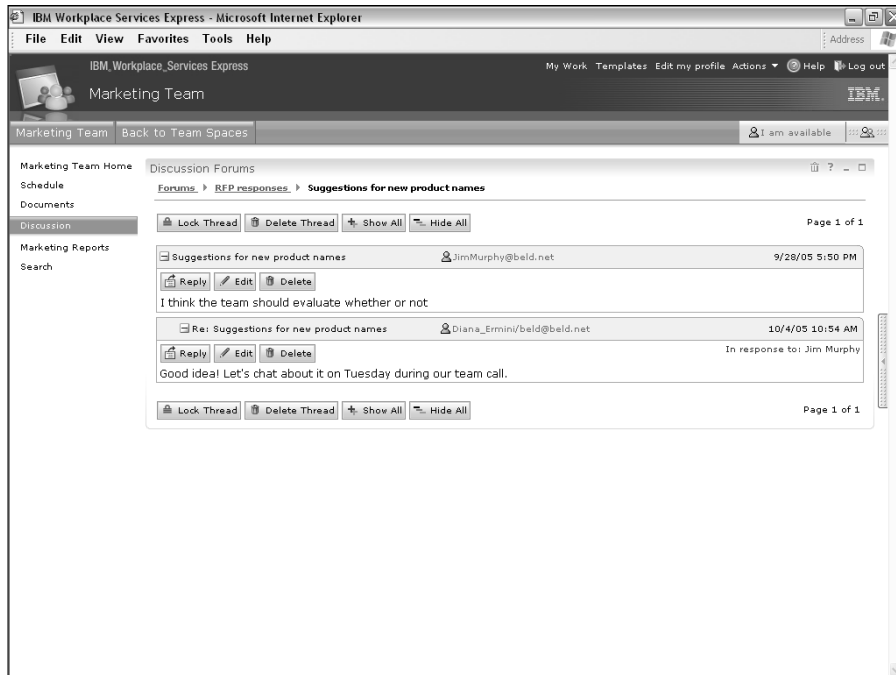 IBM Workplace Services Express - Microsoft Internet Explorer
File Edit View Favorites Tools Help Address
IBM_Workplace_Services Express My Work Templates Edit my profile Actions Help Log out
Marketing Team IBM.
Marketing Team Back to Team Spaces I am available
Marketing Team Home
Schedule
Documents
Discussion
Marketing Reports
Search
Discussion Forums ?
Forums RFP responses Suggestions for new product names
Lock Thread Delete Thread Show All Hide All Page 1 of 1
Suggestions for new product names JimMurphy@beld.net 9/28/05 5:50 PM
Reply Edit Delete
I think the team should evaluate whether or not
Re: Suggestions for new product names Diana_Ermini/beld@beld.net 10/4/05 10:54 AM
Reply Edit Delete In response to: Jim Murphy
Good idea! Let's chat about it on Tuesday during our team call.
Lock Thread Delete Thread Show All Hide All Page 1 of 1